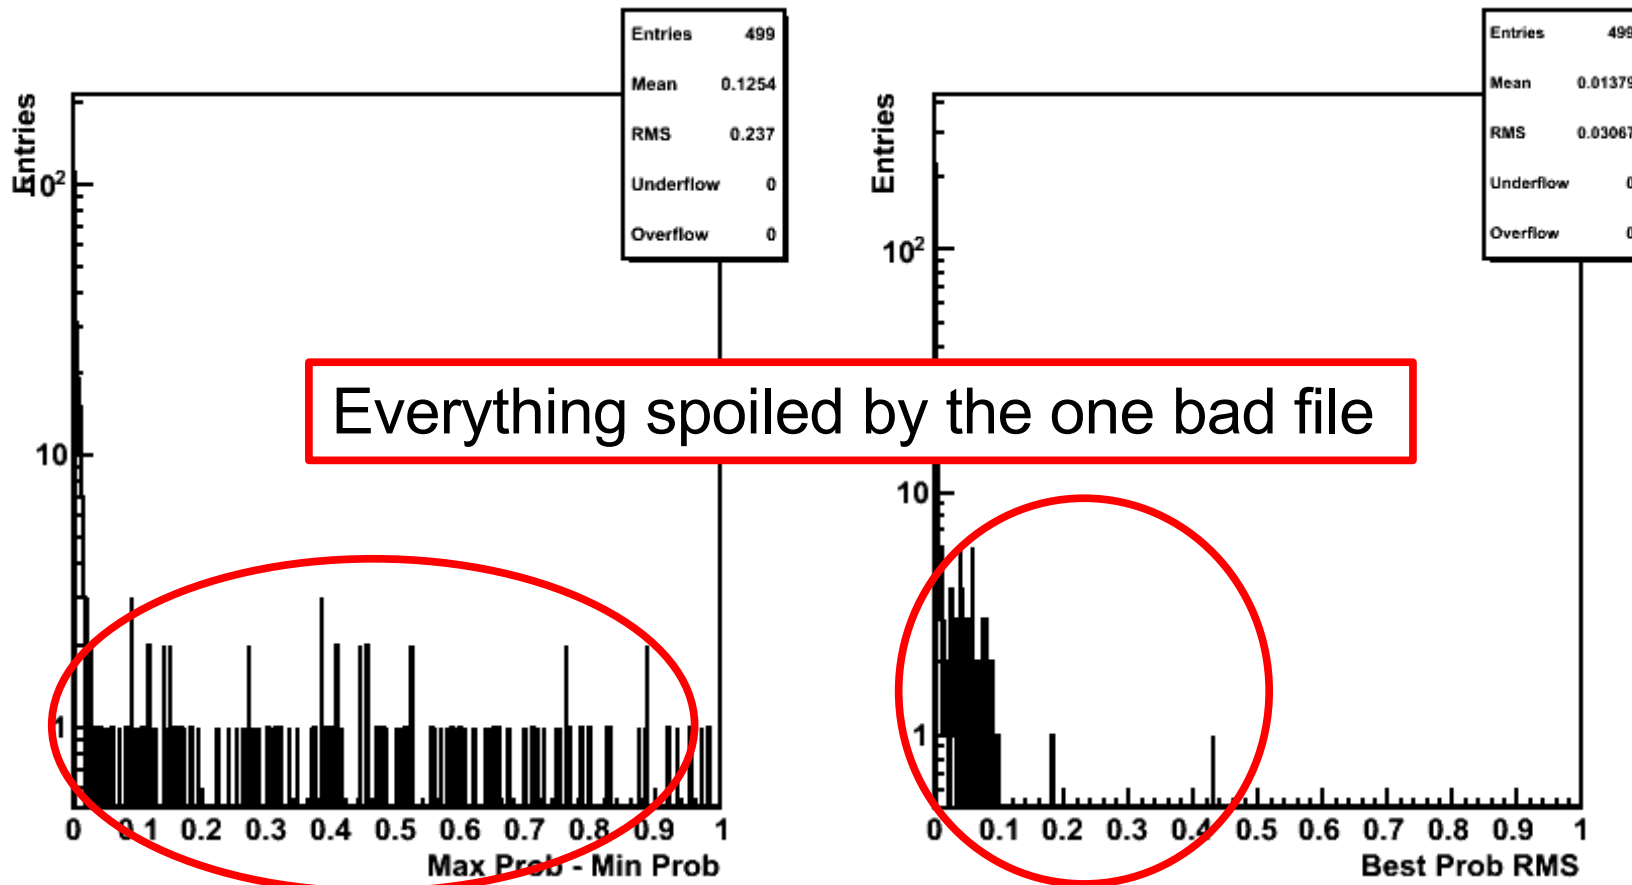 Entries 499
Mean 0.1254
RMS 0.237
Underflow 0
Overflow 0
Entries
10²
10
1
0 0.1 0.2 0.3 0.4 0.5 0.6 0.7 0.8 0.9 1
Max Prob - Min Prob
Entries 499
Mean 0.01379
RMS 0.03067
Underflow 0
Overflow 0
Entries
10²
10
1
0 0.1 0.2 0.3 0.4 0.5 0.6 0.7 0.8 0.9 1
Best Prob RMS
Everything spoiled by the one bad file